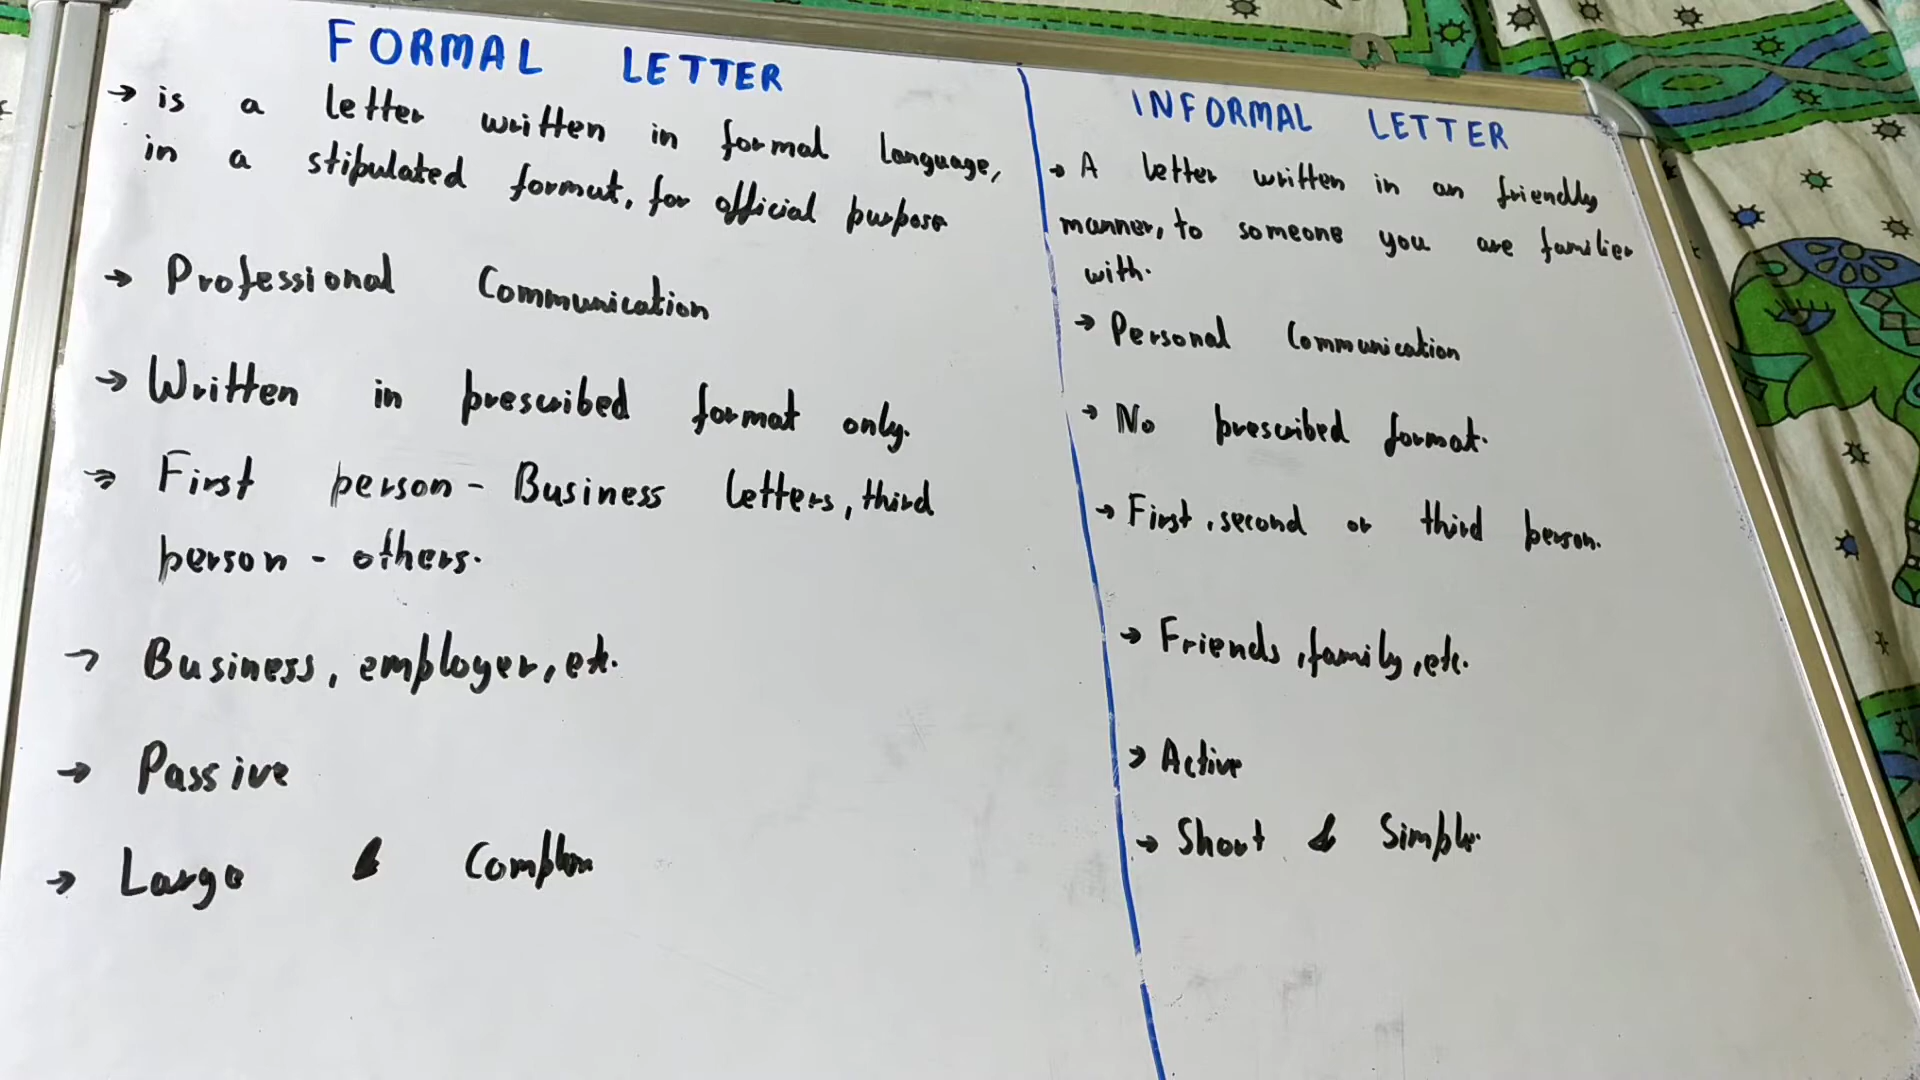 FORMAL LETTER
→ is a letter written in formal language,
in a stipulated format, for official purpose
→ Professional Communication
→ Written in prescribed format only.
→ First person - Business letters, third
person - others.
→ Business, employer, etc.
→ Passive
→ Large &
INFORMAL LETTER
→ A letter written in an friendly
manner, to someone you are familier
with.
→ Personal Communication
→ No prescribed format.
→ First, second or third person.
→ Friends, family, etc.
→ Active
→ Short & Simple.